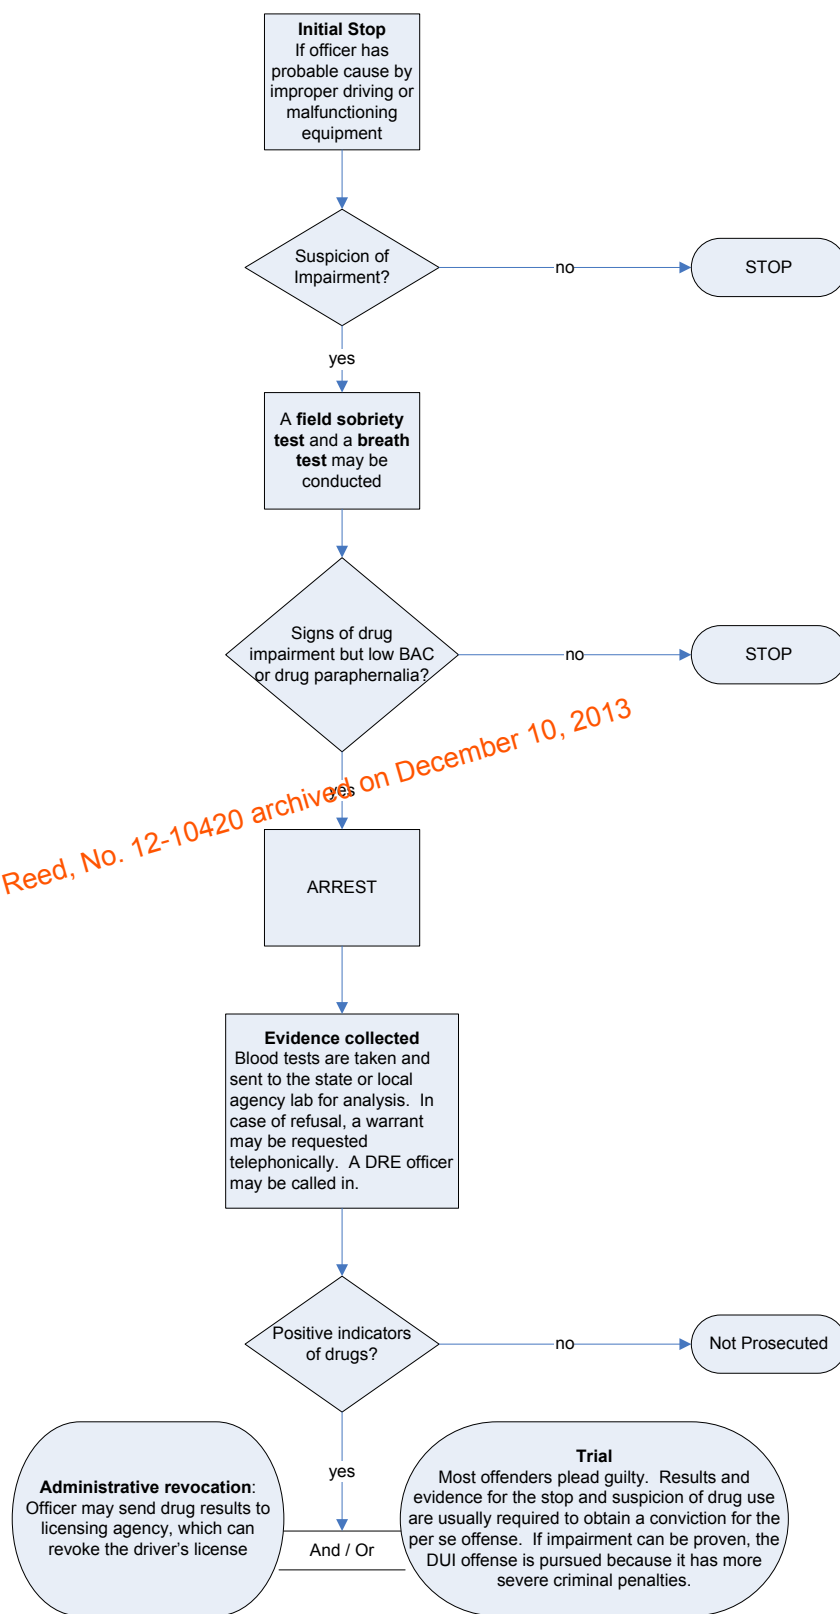 Initial Stop
If officer has
probable cause by
improper driving or
malfunctioning
equipment
Suspicion of
Impairment?
no
STOP
yes
A field sobriety
test and a breath
test may be
conducted
Signs of drug
impairment but low BAC
or drug paraphernalia?
no
STOP
yes
Reed, No. 12-10420 archived on December 10, 2013
ARREST
Evidence collected
Blood tests are taken and
sent to the state or local
agency lab for analysis. In
case of refusal, a warrant
may be requested
telephonically. A DRE officer
may be called in.
Positive indicators
of drugs?
no
Not Prosecuted
yes
Administrative revocation:
Officer may send drug results to
licensing agency, which can
revoke the driver's license
And / Or
Trial
Most offenders plead guilty. Results and
evidence for the stop and suspicion of drug use
are usually required to obtain a conviction for the
per se offense. If impairment can be proven, the
DUI offense is pursued because it has more
severe criminal penalties.